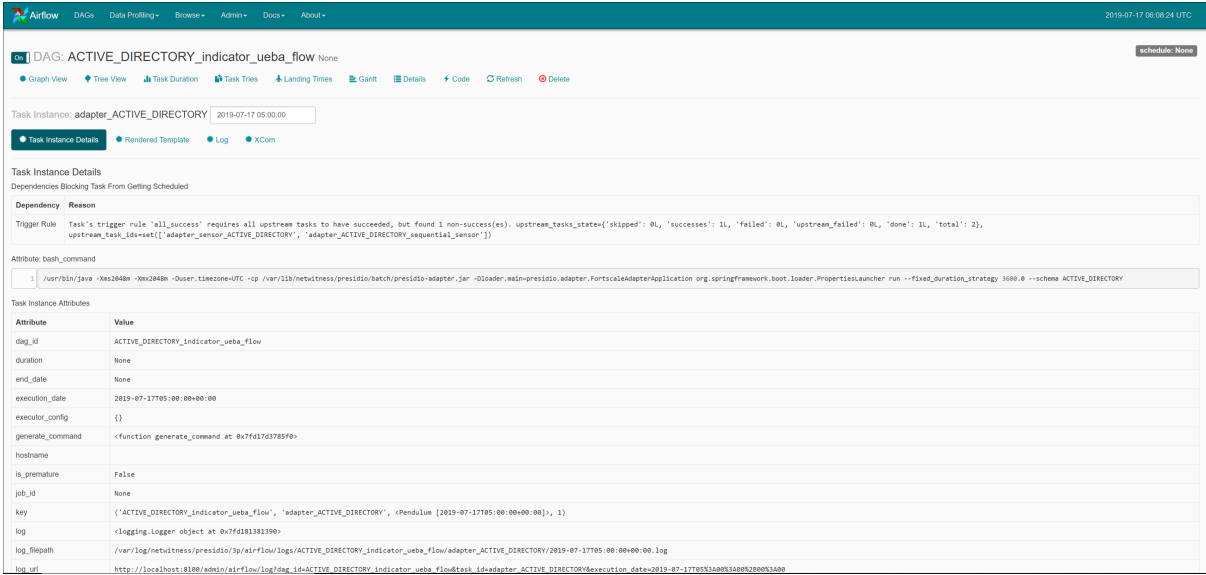 Airflow DAGs Data Profiling Browse Admin Docs About 2019-07-17 06:08:24 UTC
On DAG: ACTIVE_DIRECTORY_indicator_ueba_flow None schedule: None
Graph View Tree View Task Duration Task Tries Landing Times Gantt Details Code Refresh Delete
Task Instance: adapter_ACTIVE_DIRECTORY 2019-07-17 05:00:00
Task Instance Details Rendered Template Log XCom
Task Instance Details
Dependencies Blocking Task From Getting Scheduled
Dependency Reason
Trigger Rule Task's trigger rule 'all_success' requires all upstream tasks to have succeeded, but found 1 non-success(es). upstream_tasks_state={'skipped': 0L, 'successes': 1L, 'failed': 0L, 'upstream_failed': 0L, 'done': 1L, 'total': 2},
upstream_task_ids=set(['adapter_sensor_ACTIVE_DIRECTORY', 'adapter_ACTIVE_DIRECTORY_sequential_sensor'])
Attribute: bash_command
1 /usr/bin/java -Xms2048m -Xmx2048m -Duser.timezone=UTC -cp /var/lib/netwitness/presidio/batch/presidio-adapter.jar -Dloader.main=presidio.adapter.FortscaleAdapterApplication org.springframework.boot.loader.PropertiesLauncher run --fixed_duration_strategy 3600.0 --schema ACTIVE_DIRECTORY
Task Instance Attributes
Attribute Value
dag_id ACTIVE_DIRECTORY_indicator_ueba_flow
duration None
end_date None
execution_date 2019-07-17T05:00:00+00:00
executor_config {}
generate_command <function generate_command at 0x7fd17d3785f0>
hostname
is_premature False
job_id None
key ('ACTIVE_DIRECTORY_indicator_ueba_flow', 'adapter_ACTIVE_DIRECTORY', <Pendulum [2019-07-17T05:00:00+00:00]>, 1)
log <logging.Logger object at 0x7fd181381390>
log_filepath /var/log/netwitness/presidio/3p/airflow/logs/ACTIVE_DIRECTORY_indicator_ueba_flow/adapter_ACTIVE_DIRECTORY/2019-07-17T05:00:00+00:00.log
log_url http://localhost:8100/admin/airflow/log?dag_id=ACTIVE_DIRECTORY_indicator_ueba_flow&task_id=adapter_ACTIVE_DIRECTORY&execution_date=2019-07-17T05%3A00%3A00%2B00%3A00